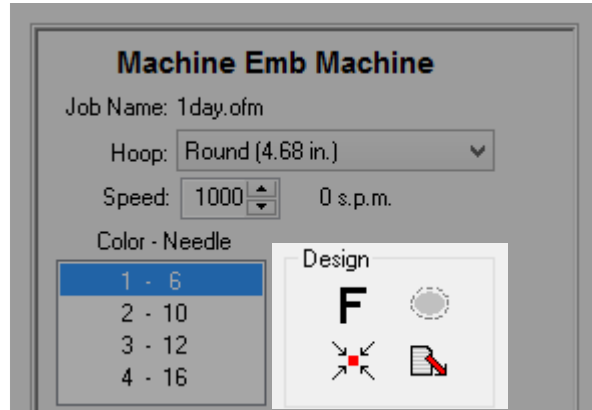 Machine Emb Machine
Job Name: 1day.ofm
Hoop: Round (4.68 in.)
Speed: 1000 0 s.p.m.
Color - Needle
1 - 6
2 - 10
3 - 12
4 - 16
Design
F